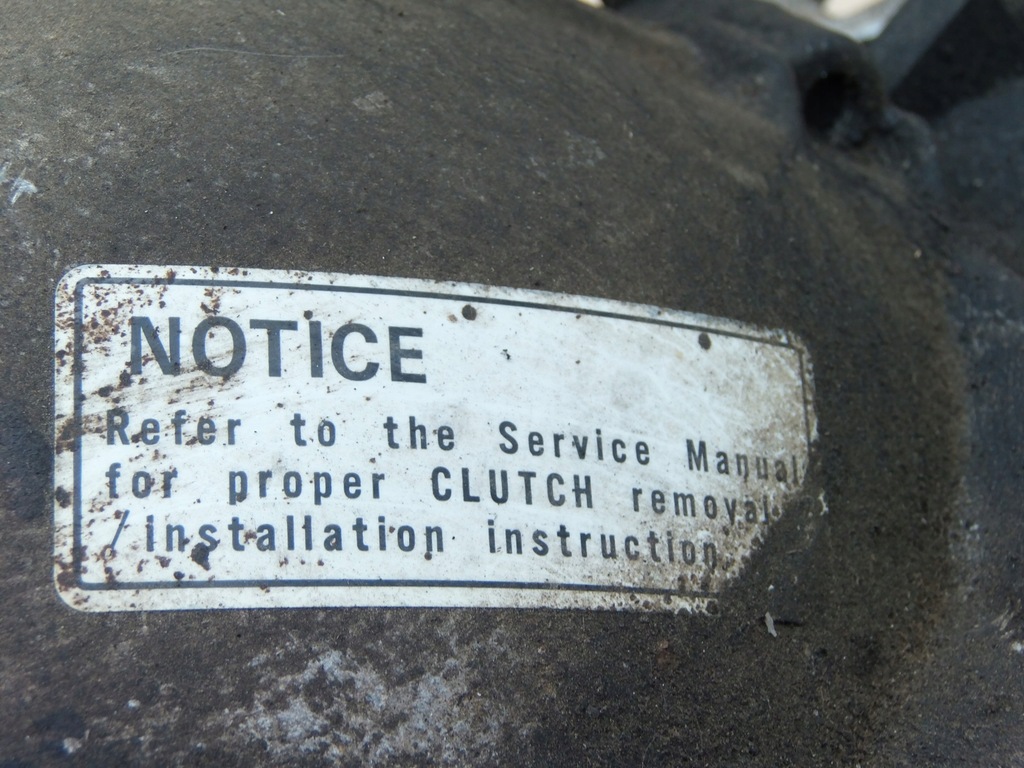 NOTICE
Refer to the Service Manual
for proper CLUTCH removal
/installation instruction